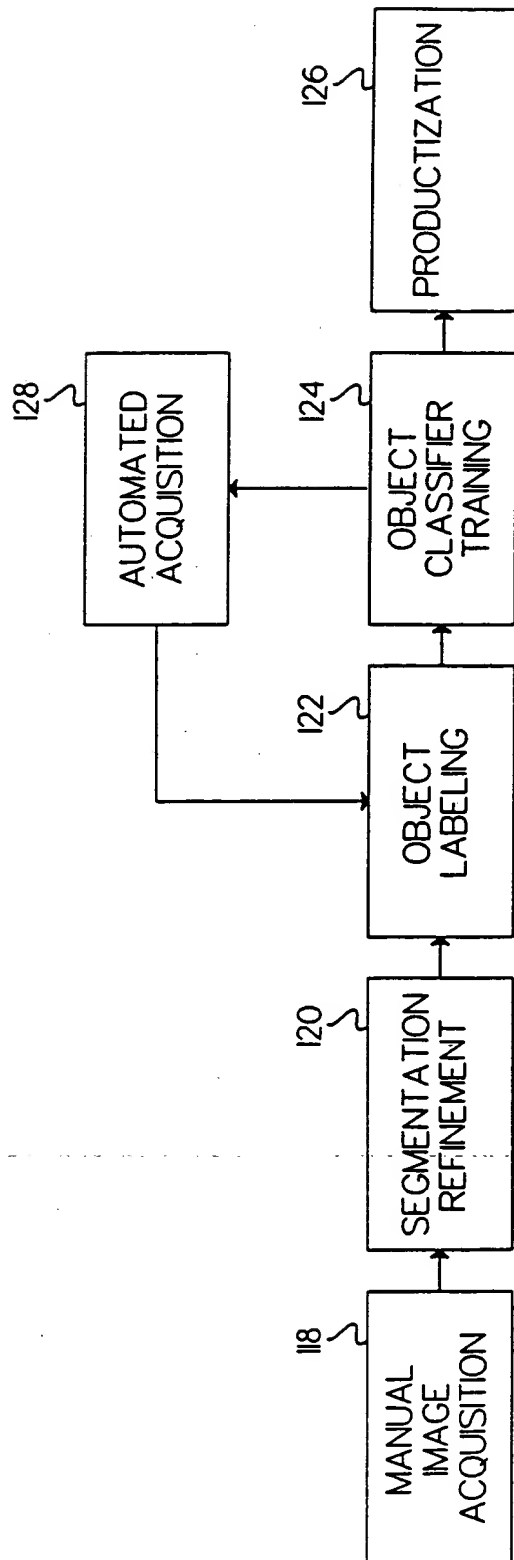 118
MANUAL
IMAGE
ACQUISITION
120
SEGMENTATION
REFINEMENT
122
OBJECT
LABELING
124
OBJECT
CLASSIFIER
TRAINING
126
PRODUCTIZATION
128
AUTOMATED
ACQUISITION